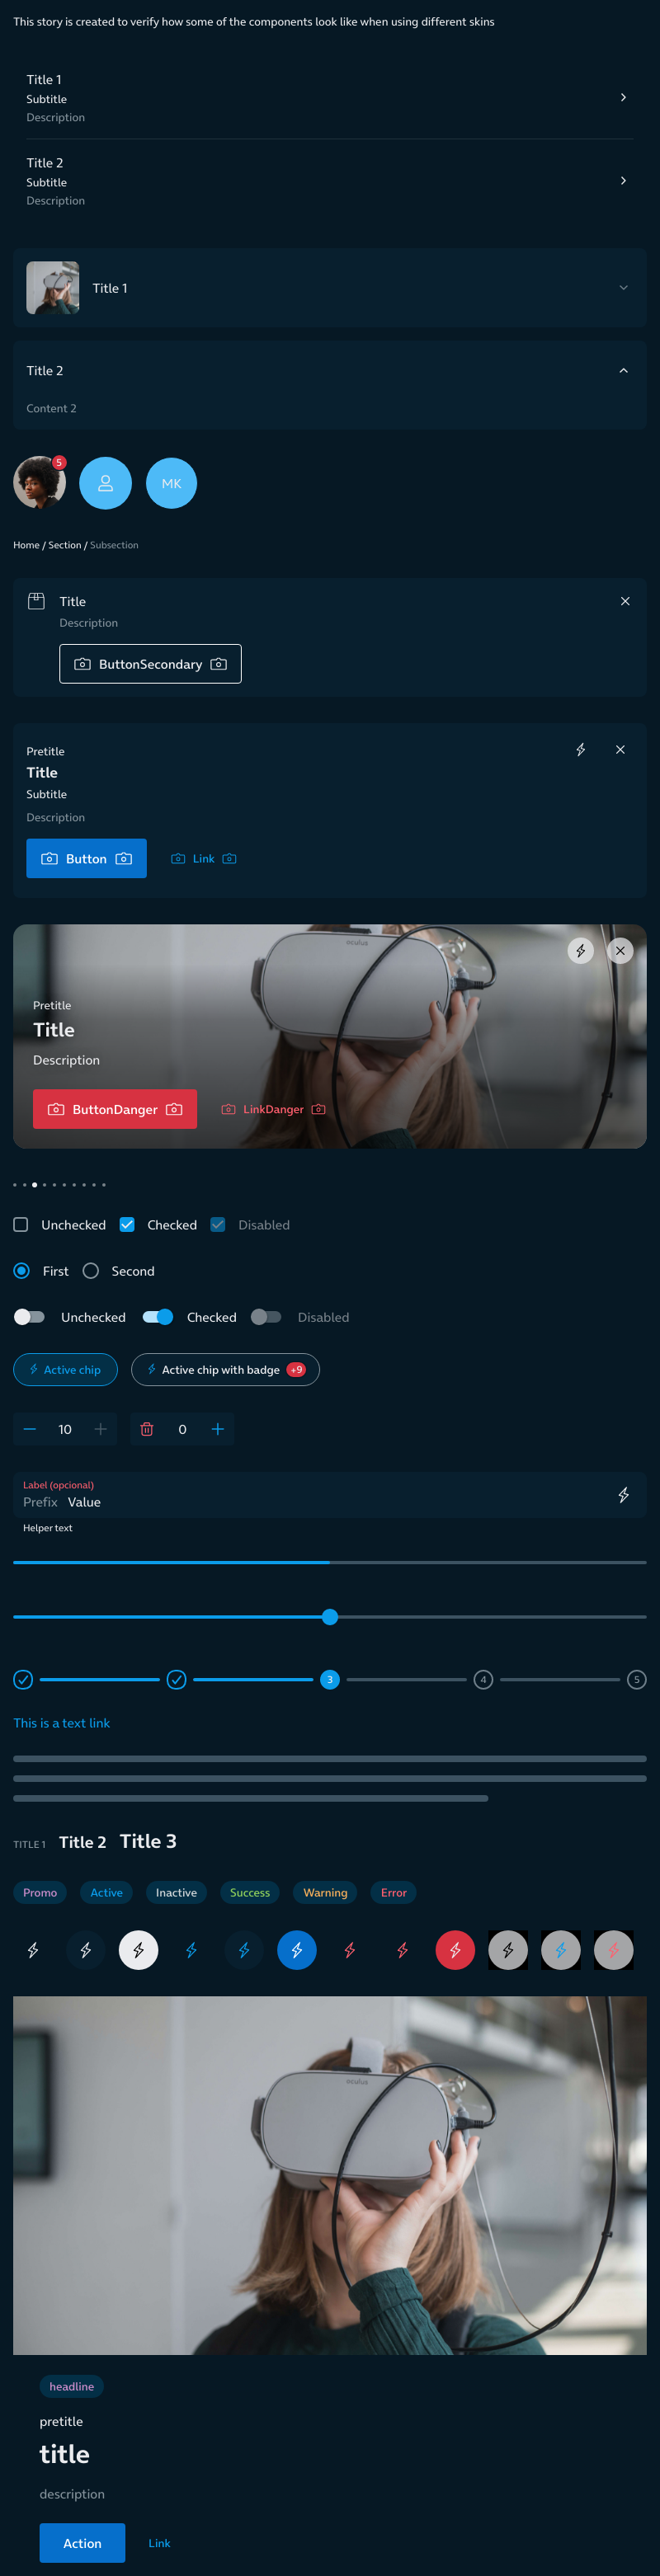 This story is created to verify how some of the components look like when using different skins
Title 1
Subtitle
Description
Title 2
Subtitle
Description
Title 1
Title 2
Content 2
5
MK
Home / Section / Subsection
Title
Description
ButtonSecondary
Pretitle
Title
Subtitle
Description
Button Link
oculus
Pretitle
Title
Description
ButtonDanger LinkDanger
Unchecked Checked Disabled
First Second
Unchecked Checked Disabled
Active chip Active chip with badge +9
10 0
Label (opcional)
Prefix Value
Helper text
3 4 5
This is a text link
TITLE 1 Title 2 Title 3
Promo Active Inactive Success Warning Error
oculus
headline
pretitle
title
description
Action Link